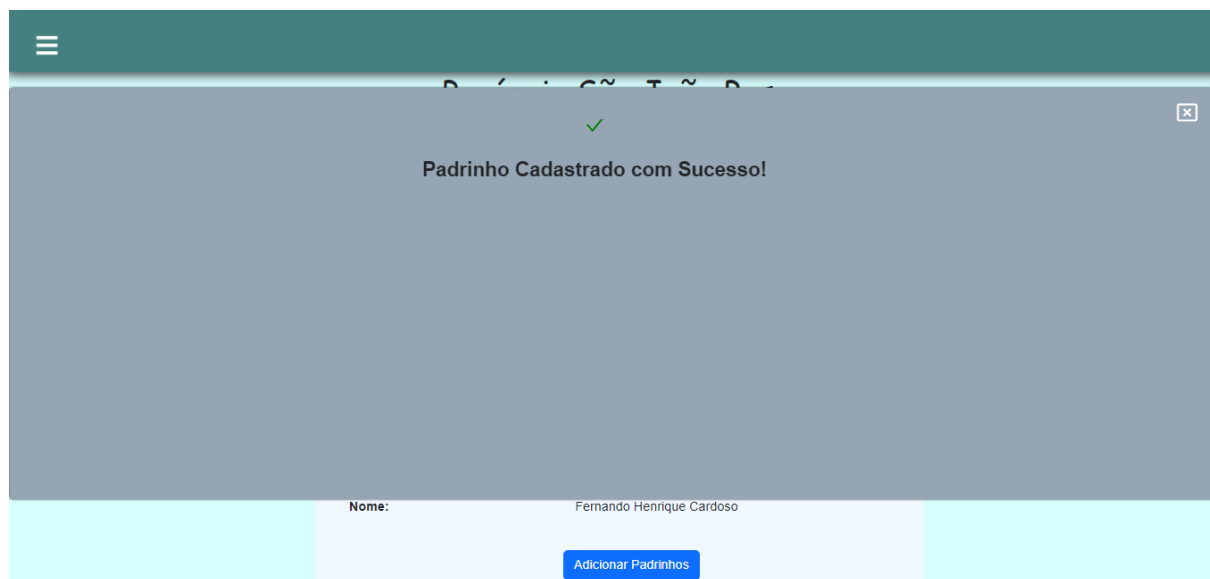 Padrinho Cadastrado com Sucesso!
Nome: Fernando Henrique Cardoso
Adicionar Padrinhos